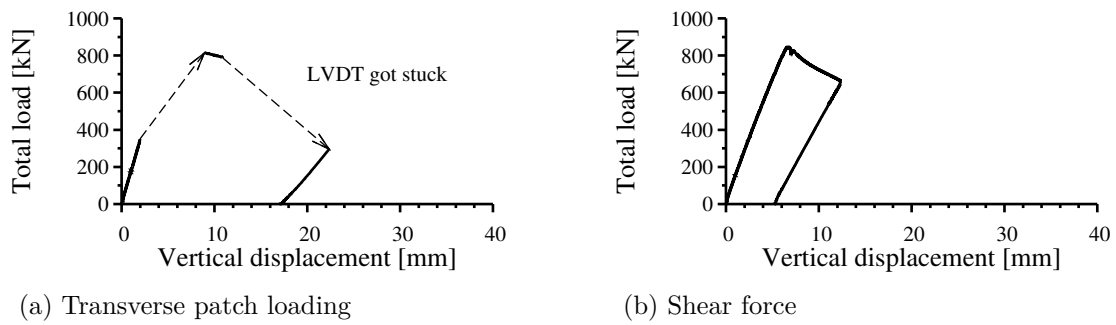 1000
800
600
400
200
0
Total load [kN]
LVDT got stuck
0 10 20 30 40
Vertical displacement [mm]
(a) Transverse patch loading
1000
800
600
400
200
0
Total load [kN]
0 10 20 30 40
Vertical displacement [mm]
(b) Shear force